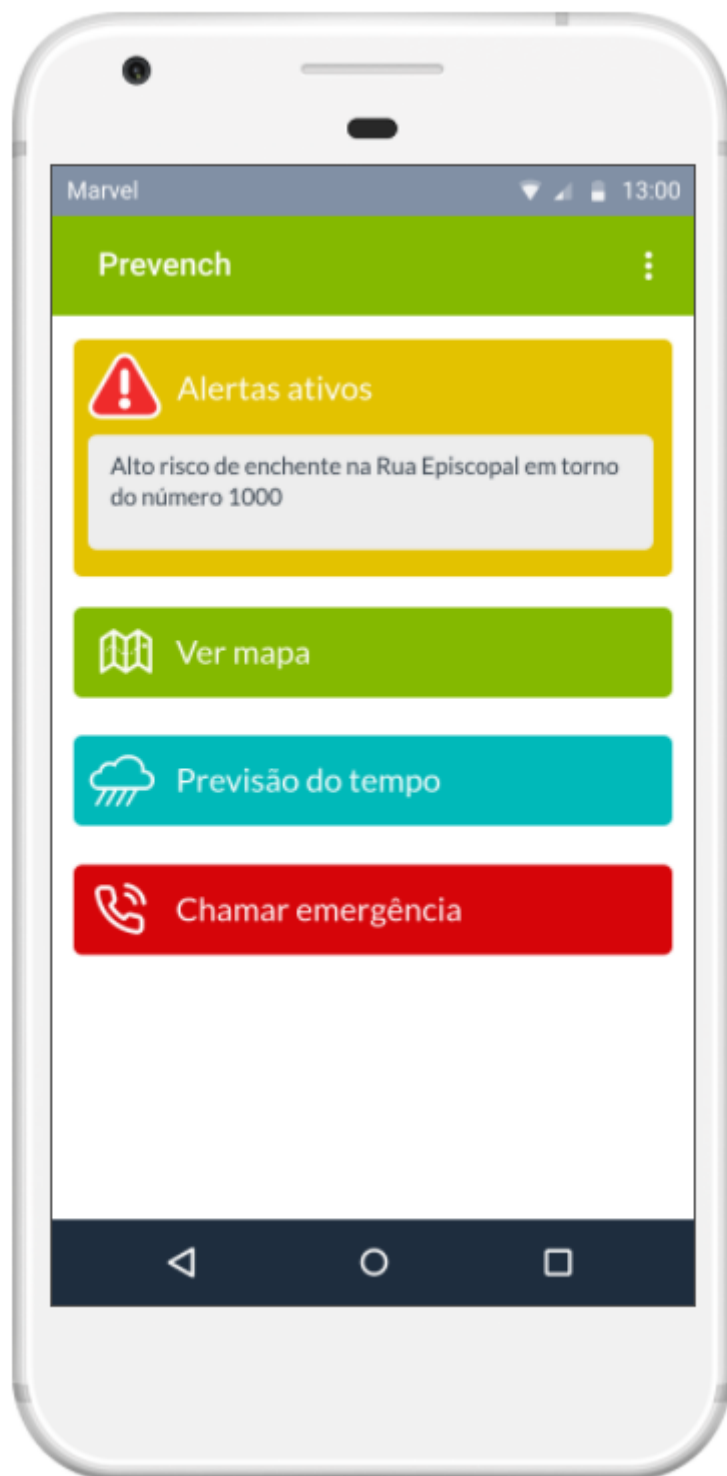 Marvel 13:00
Prevench
Alertas ativos
Alto risco de enchente na Rua Episcopal em torno
do número 1000
Ver mapa
Previsão do tempo
Chamar emergência